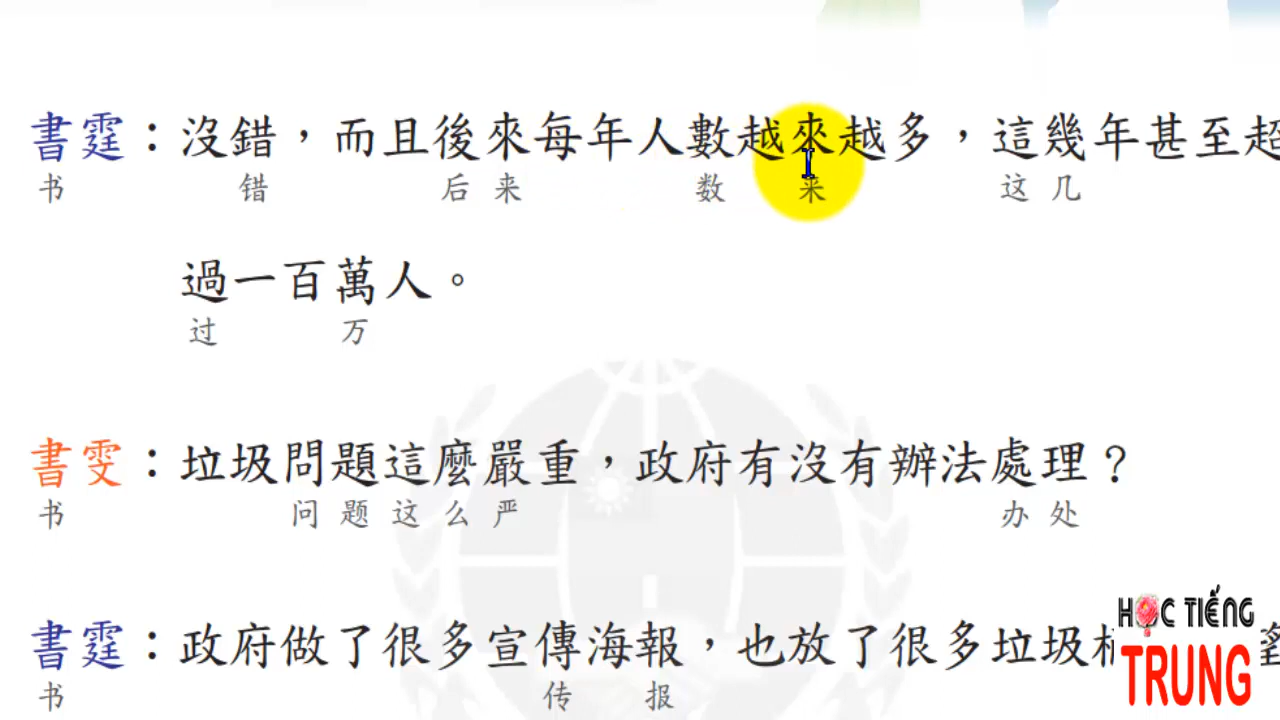 書霆：沒錯，而且後來每年人數越來越多，這幾年甚至超
书 错 后 来 数 来 这 几
過一百萬人。
过 万
書雯：垃圾問題這麼嚴重，政府有沒有辦法處理？
书 问 题 这 么 严 办 处
書霆：政府做了很多宣傳海報，也放了很多垃圾
书 传 报
HỌC TIẾNG
TRUNG